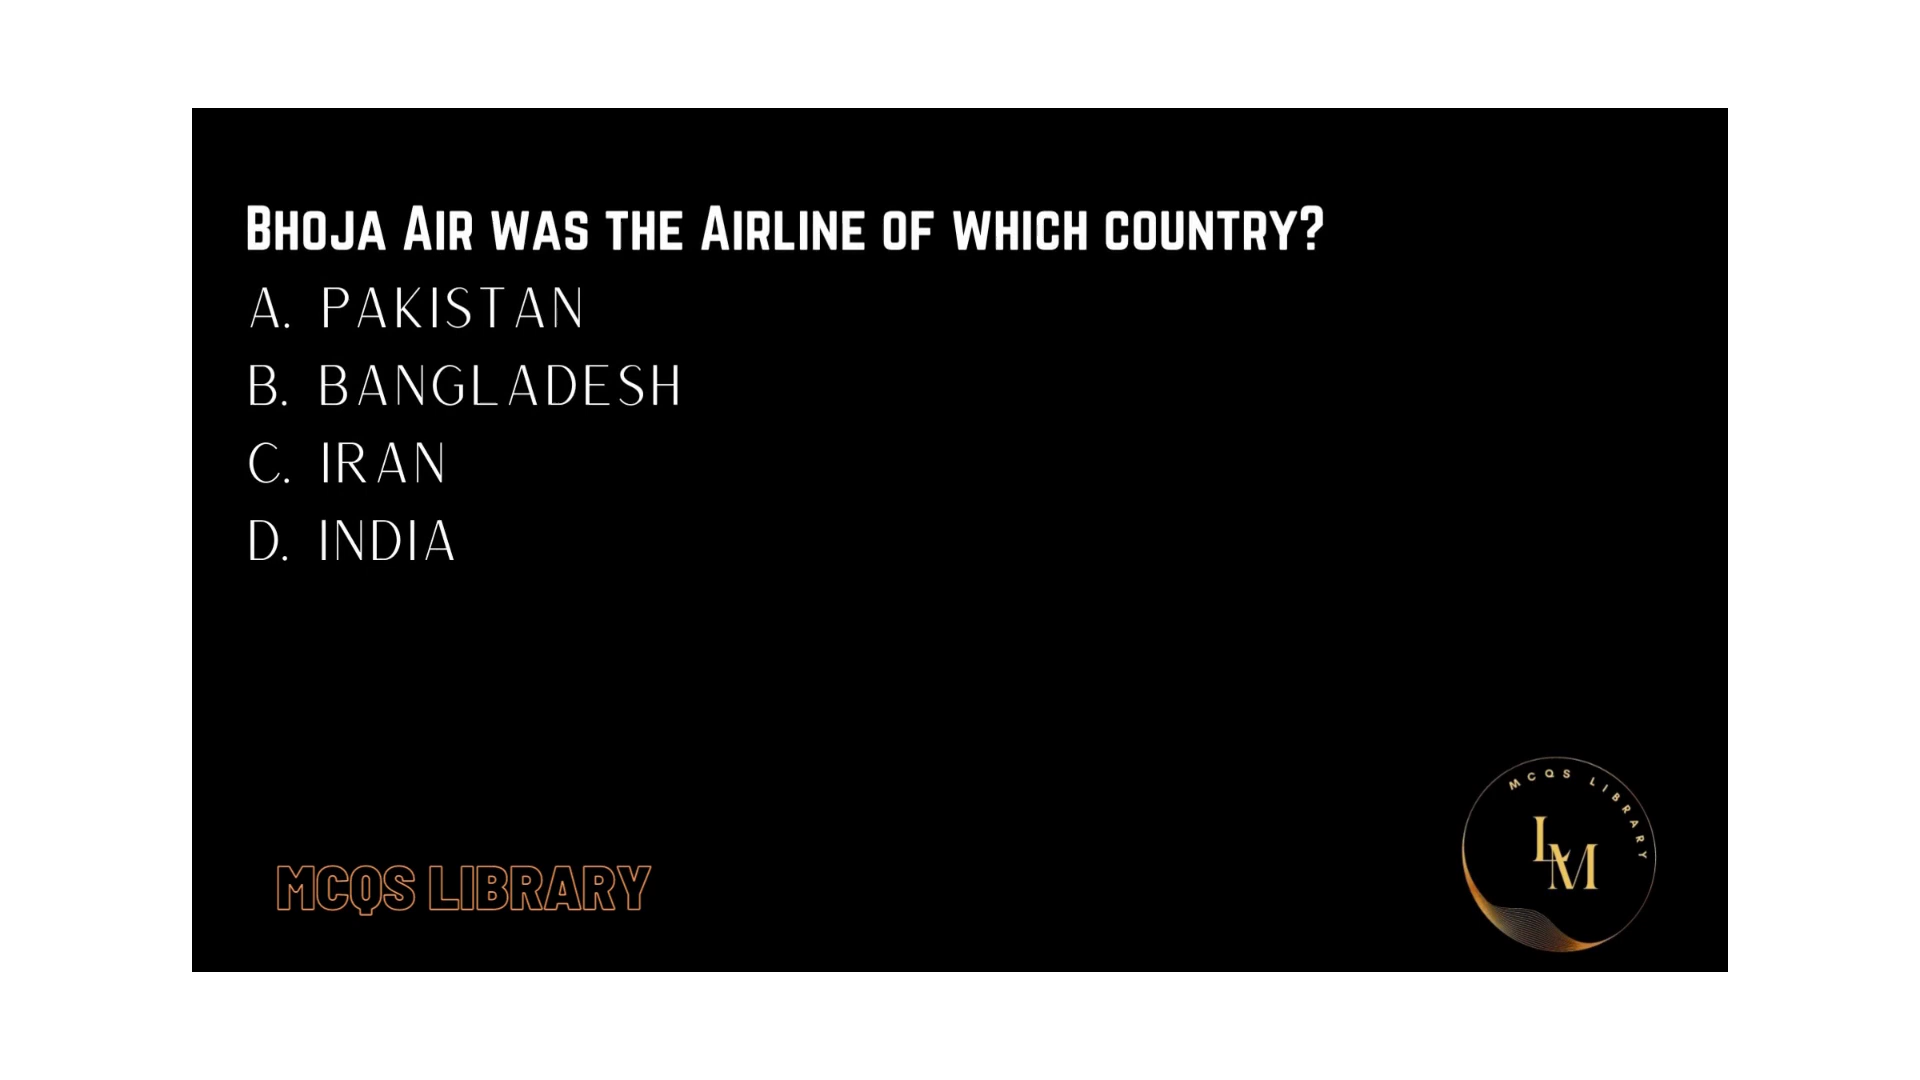 Bhoja Air was the Airline of which country?
A. PAKISTAN
B. BANGLADESH
C. IRAN
D. INDIA
MCQS LIBRARY
LM
MCQS LIBRARY